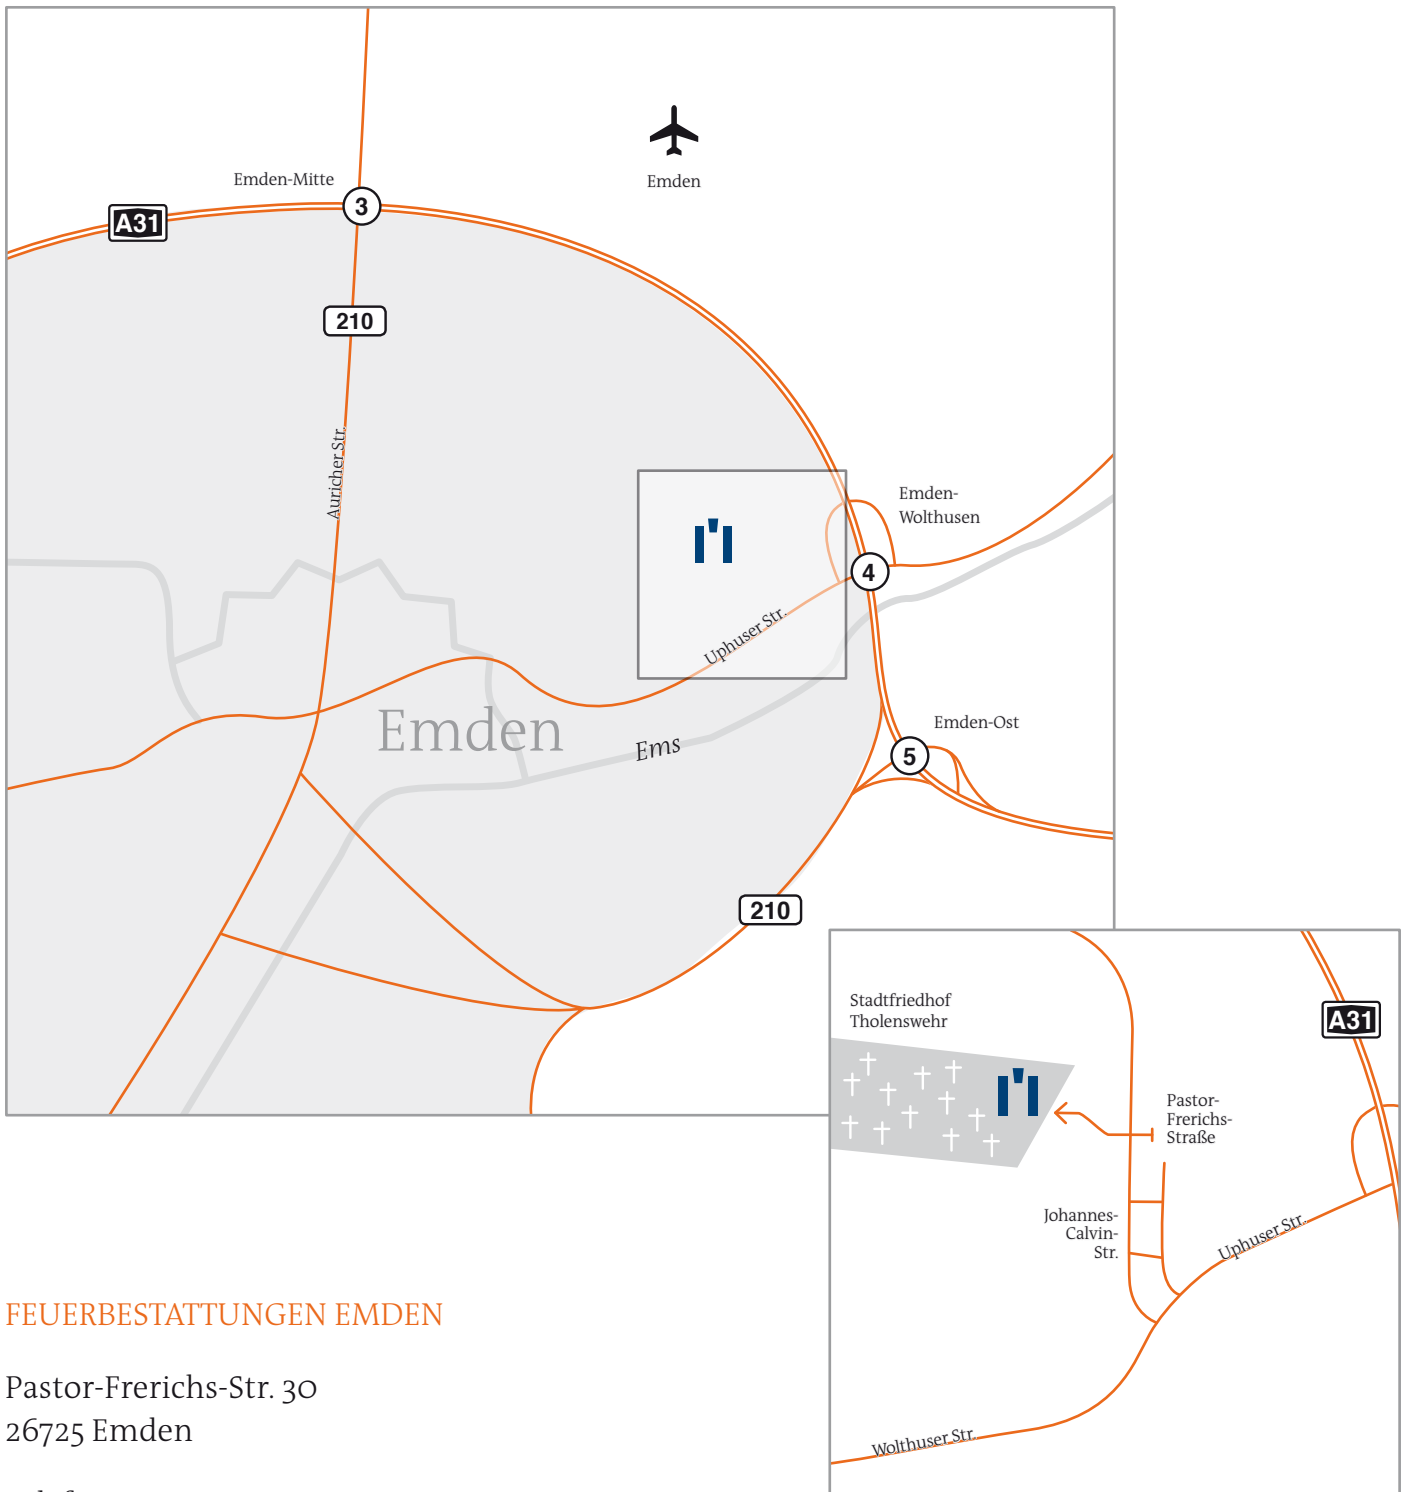 Emden
Emden-Mitte
A31
3
210
Auricher Str.
Emden-
Wolthusen
4
Uphuser Str.
Emden
Ems
Emden-Ost
5
210
Stadtfriedhof
Tholenswehr
A31
Pastor-
Frerichs-
Straße
Johannes-
Calvin-
Str.
Uphuser Str.
Wolthuser Str.
FEUERBESTATTUNGEN EMDEN
Pastor-Frerichs-Str. 30
26725 Emden